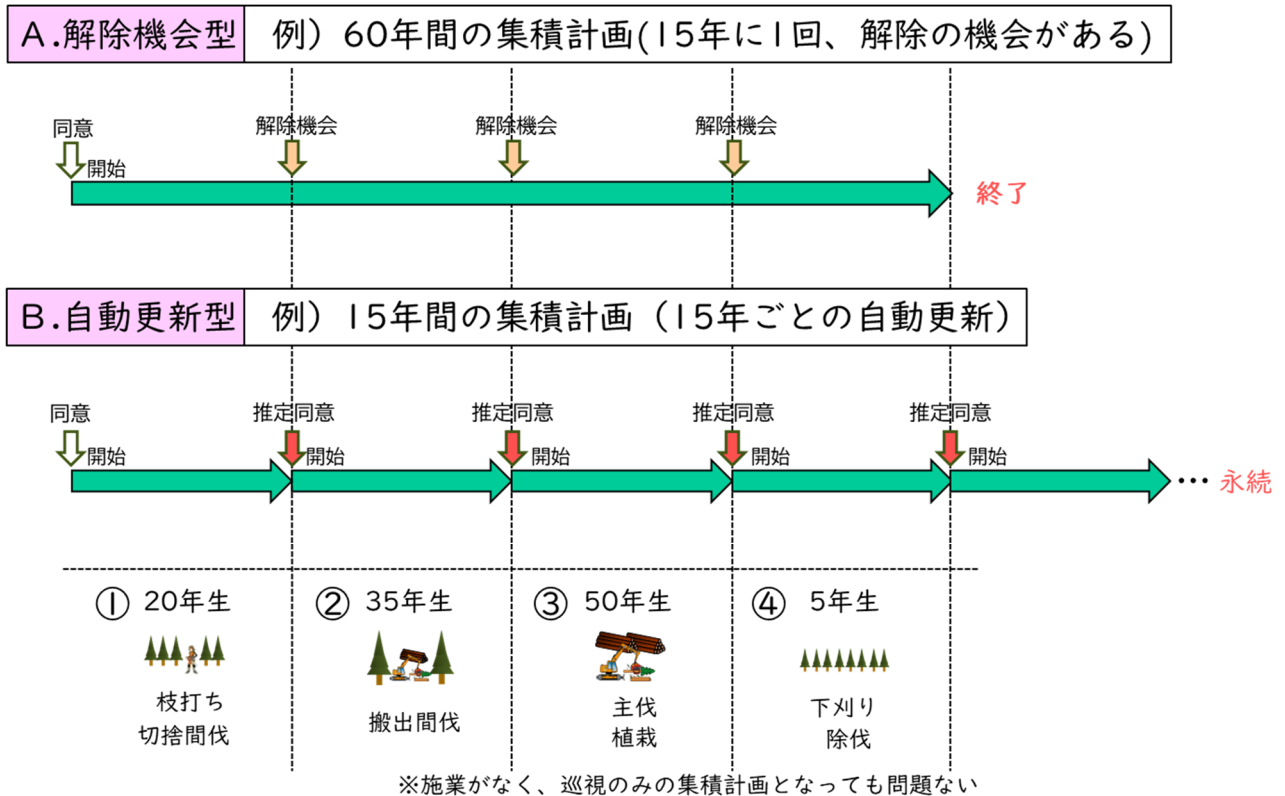 A.解除機会型 例）60年間の集積計画(15年に1回、解除の機会がある)
同意 解除機会 解除機会 解除機会
開始
終了
B.自動更新型 例）15年間の集積計画（15年ごとの自動更新）
同意 推定同意 推定同意 推定同意 推定同意
開始 開始 開始 開始 開始
… 永続
① 20年生 ② 35年生 ③ 50年生 ④ 5年生
枝打ち
切捨間伐
搬出間伐
主伐
植栽
下刈り
除伐
※施業がなく、巡視のみの集積計画となっても問題ない